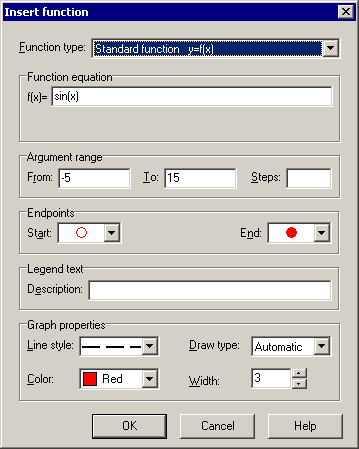 Insert function
Function type: Standard function y=f(x)
Function equation
f(x)= sin(x)
Argument range
From: -5 To: 15 Steps:
Endpoints
Start: End:
Legend text
Description:
Graph properties
Line style: Draw type: Automatic
Color: Red Width: 3
OK Cancel Help